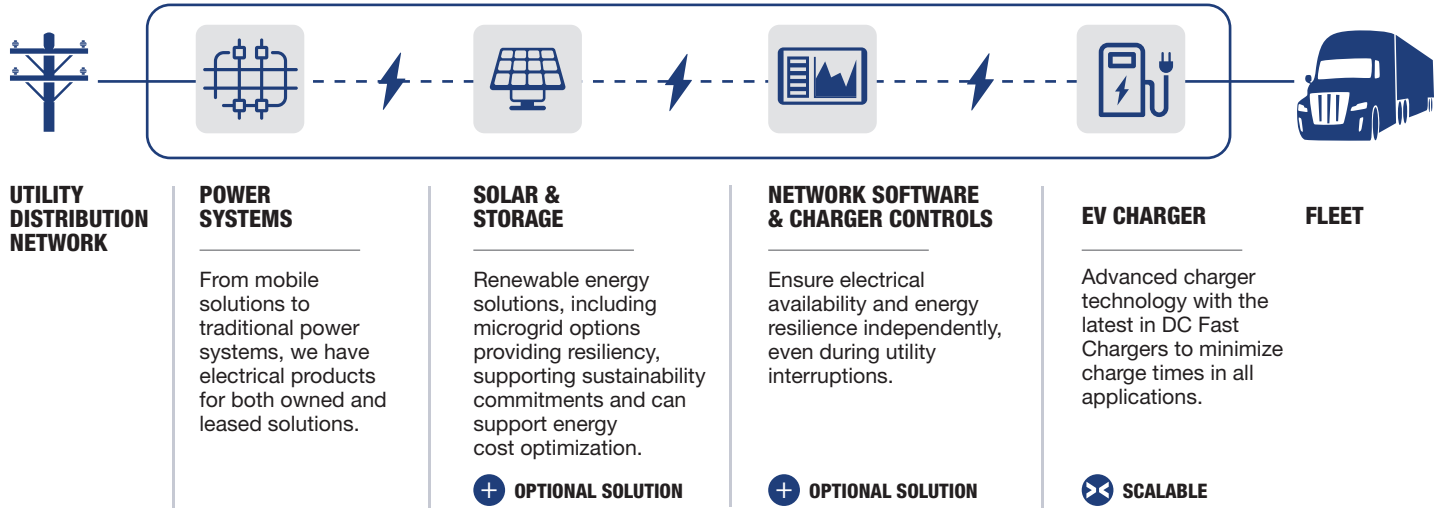 UTILITY
DISTRIBUTION
NETWORK
POWER
SYSTEMS
From mobile
solutions to
traditional power
systems, we have
electrical products
for both owned and
leased solutions.
SOLAR &
STORAGE
Renewable energy
solutions, including
microgrid options
providing resiliency,
supporting sustainability
commitments and can
support energy
cost optimization.
OPTIONAL SOLUTION
NETWORK SOFTWARE
& CHARGER CONTROLS
Ensure electrical
availability and energy
resilience independently,
even during utility
interruptions.
OPTIONAL SOLUTION
EV CHARGER
Advanced charger
technology with the
latest in DC Fast
Chargers to minimize
charge times in all
applications.
SCALABLE
FLEET